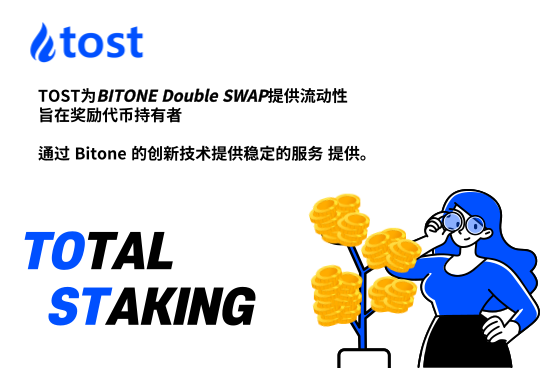 tost
TOST为BITONE Double SWAP提供流动性
旨在奖励代币持有者
通过 Bitone 的创新技术提供稳定的服务 提供。
TOTAL
STAKING